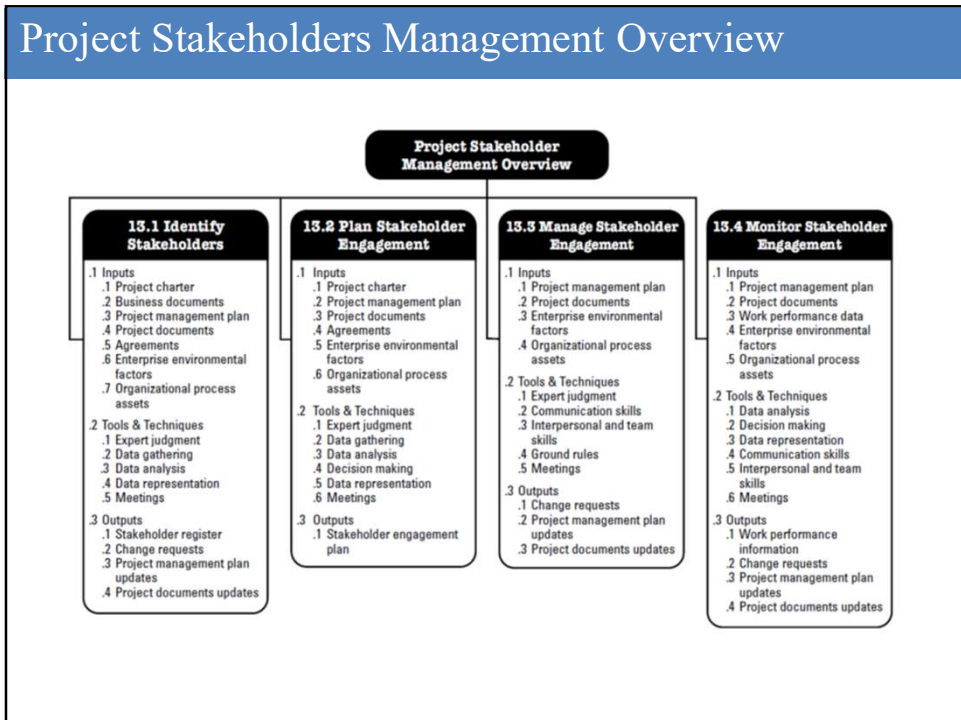 Project Stakeholders Management Overview
Project Stakeholder
Management Overview
13.1 Identify
Stakeholders
.1 Inputs
.1 Project charter
.2 Business documents
.3 Project management plan
.4 Project documents
.5 Agreements
.6 Enterprise environmental
factors
.7 Organizational process
assets
.2 Tools & Techniques
.1 Expert judgment
.2 Data gathering
.3 Data analysis
.4 Data representation
.5 Meetings
.3 Outputs
.1 Stakeholder register
.2 Change requests
.3 Project management plan
updates
.4 Project documents updates
13.2 Plan Stakeholder
Engagement
.1 Inputs
.1 Project charter
.2 Project management plan
.3 Project documents
.4 Agreements
.5 Enterprise environmental
factors
.6 Organizational process
assets
.2 Tools & Techniques
.1 Expert judgment
.2 Data gathering
.3 Data analysis
.4 Decision making
.5 Data representation
.6 Meetings
.3 Outputs
.1 Stakeholder engagement
plan
13.3 Manage Stakeholder
Engagement
.1 Inputs
.1 Project management plan
.2 Project documents
.3 Enterprise environmental
factors
.4 Organizational process
assets
.2 Tools & Techniques
.1 Expert judgment
.2 Communication skills
.3 Interpersonal and team
skills
.4 Ground rules
.5 Meetings
.3 Outputs
.1 Change requests
.2 Project management plan
updates
.3 Project documents updates
13.4 Monitor Stakeholder
Engagement
.1 Inputs
.1 Project management plan
.2 Project documents
.3 Work performance data
.4 Enterprise environmental
factors
.5 Organizational process
assets
.2 Tools & Techniques
.1 Data analysis
.2 Decision making
.3 Data representation
.4 Communication skills
.5 Interpersonal and team
skills
.6 Meetings
.3 Outputs
.1 Work performance
information
.2 Change requests
.3 Project management plan
updates
.4 Project documents updates